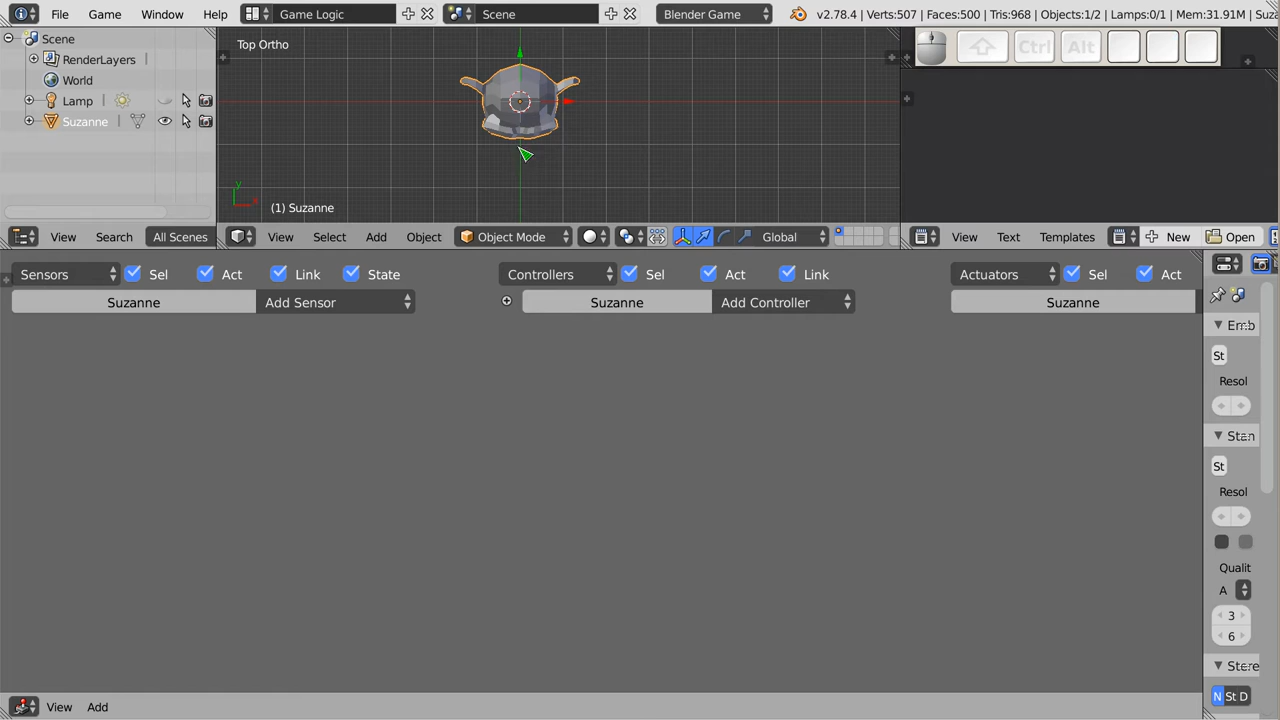 File Game Window Help Game Logic Scene Blender Game v2.78.4 | Verts:507 | Faces:500 | Tris:968 | Objects:1/2 | Lamps:0/1 | Mem:31.91M | Suz
Scene
RenderLayers
World
Lamp
Suzanne
Top Ortho
y
x
(1) Suzanne
Ctrl Alt
View Search All Scenes
View Select Add Object Object Mode Global
View Text Templates New Open
Sensors Sel Act Link State
Controllers Sel Act Link
Actuators Sel Act
Suzanne Add Sensor
Suzanne Add Controller
Suzanne
Emb
St
Resol
Stan
St
Resol
Qualit
A
3
6
Stere
N St D
View Add